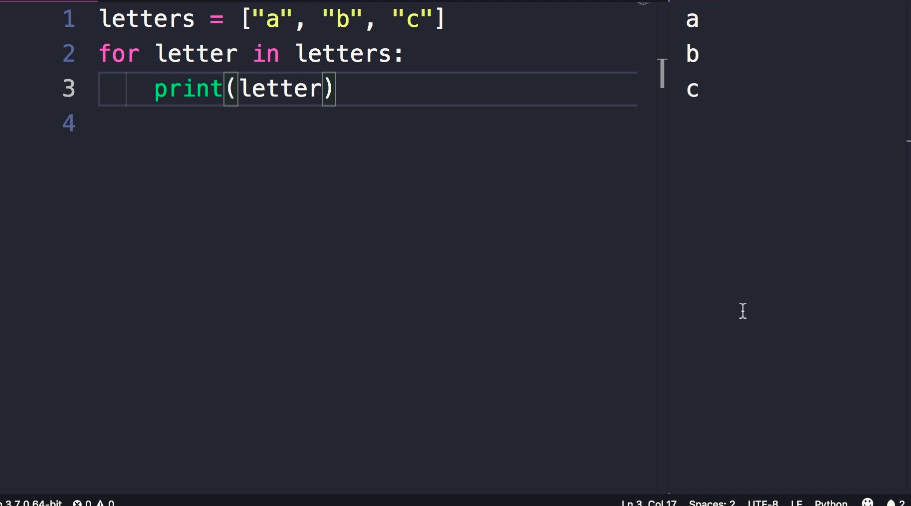 1 letters = ["a", "b", "c"]
2 for letter in letters:
3     print(letter)
4
a
b
c
3.7.0 64-bit 0 0
Ln 3, Col 17 Spaces: 2 UTF-8 LF Python 2